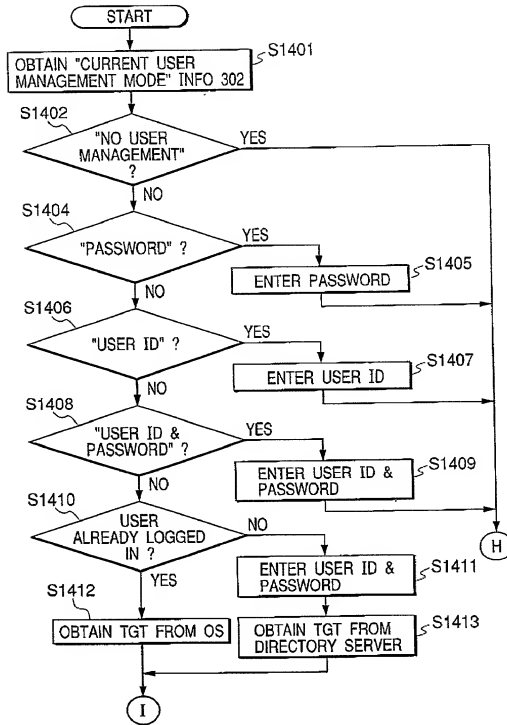 START
S1401
OBTAIN "CURRENT USER
MANAGEMENT MODE" INFO 302
S1402
"NO USER
MANAGEMENT"
?
YES
NO
S1404
"PASSWORD" ?
YES
S1405
ENTER PASSWORD
NO
S1406
"USER ID" ?
YES
S1407
ENTER USER ID
NO
S1408
"USER ID &
PASSWORD" ?
YES
S1409
ENTER USER ID &
PASSWORD
NO
S1410
USER
ALREADY LOGGED
IN ?
NO
H
S1411
ENTER USER ID &
PASSWORD
YES
S1412
OBTAIN TGT FROM OS
S1413
OBTAIN TGT FROM
DIRECTORY SERVER
I